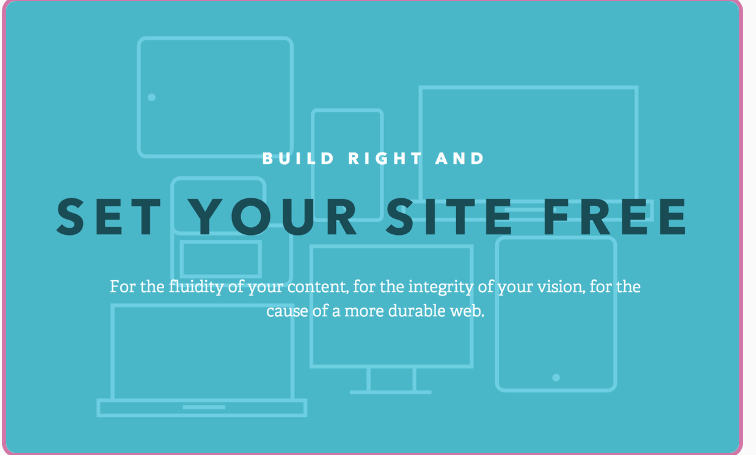 BUILD RIGHT AND
SET YOUR SITE FREE
For the fluidity of your content, for the integrity of your vision, for the
cause of a more durable web.